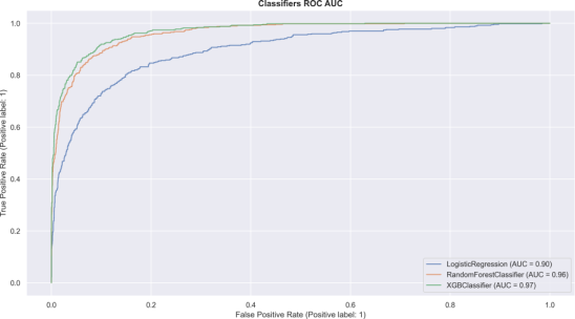 Classifiers ROC AUC
True Positive Rate (Positive label: 1)
1.0
0.8
0.6
0.4
0.2
0.0
0.0 0.2 0.4 0.6 0.8 1.0
False Positive Rate (Positive label: 1)
LogisticRegression (AUC = 0.90)
RandomForestClassifier (AUC = 0.96)
XGBClassifier (AUC = 0.97)